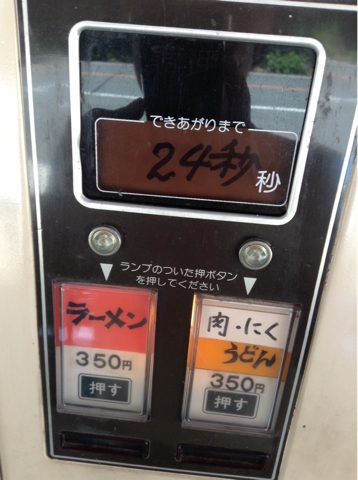 できあがりまで
24秒
秒
ランプのついた押ボタン
を押してください
ラーメン
350円
押す
肉・にく
うどん
350円
押す